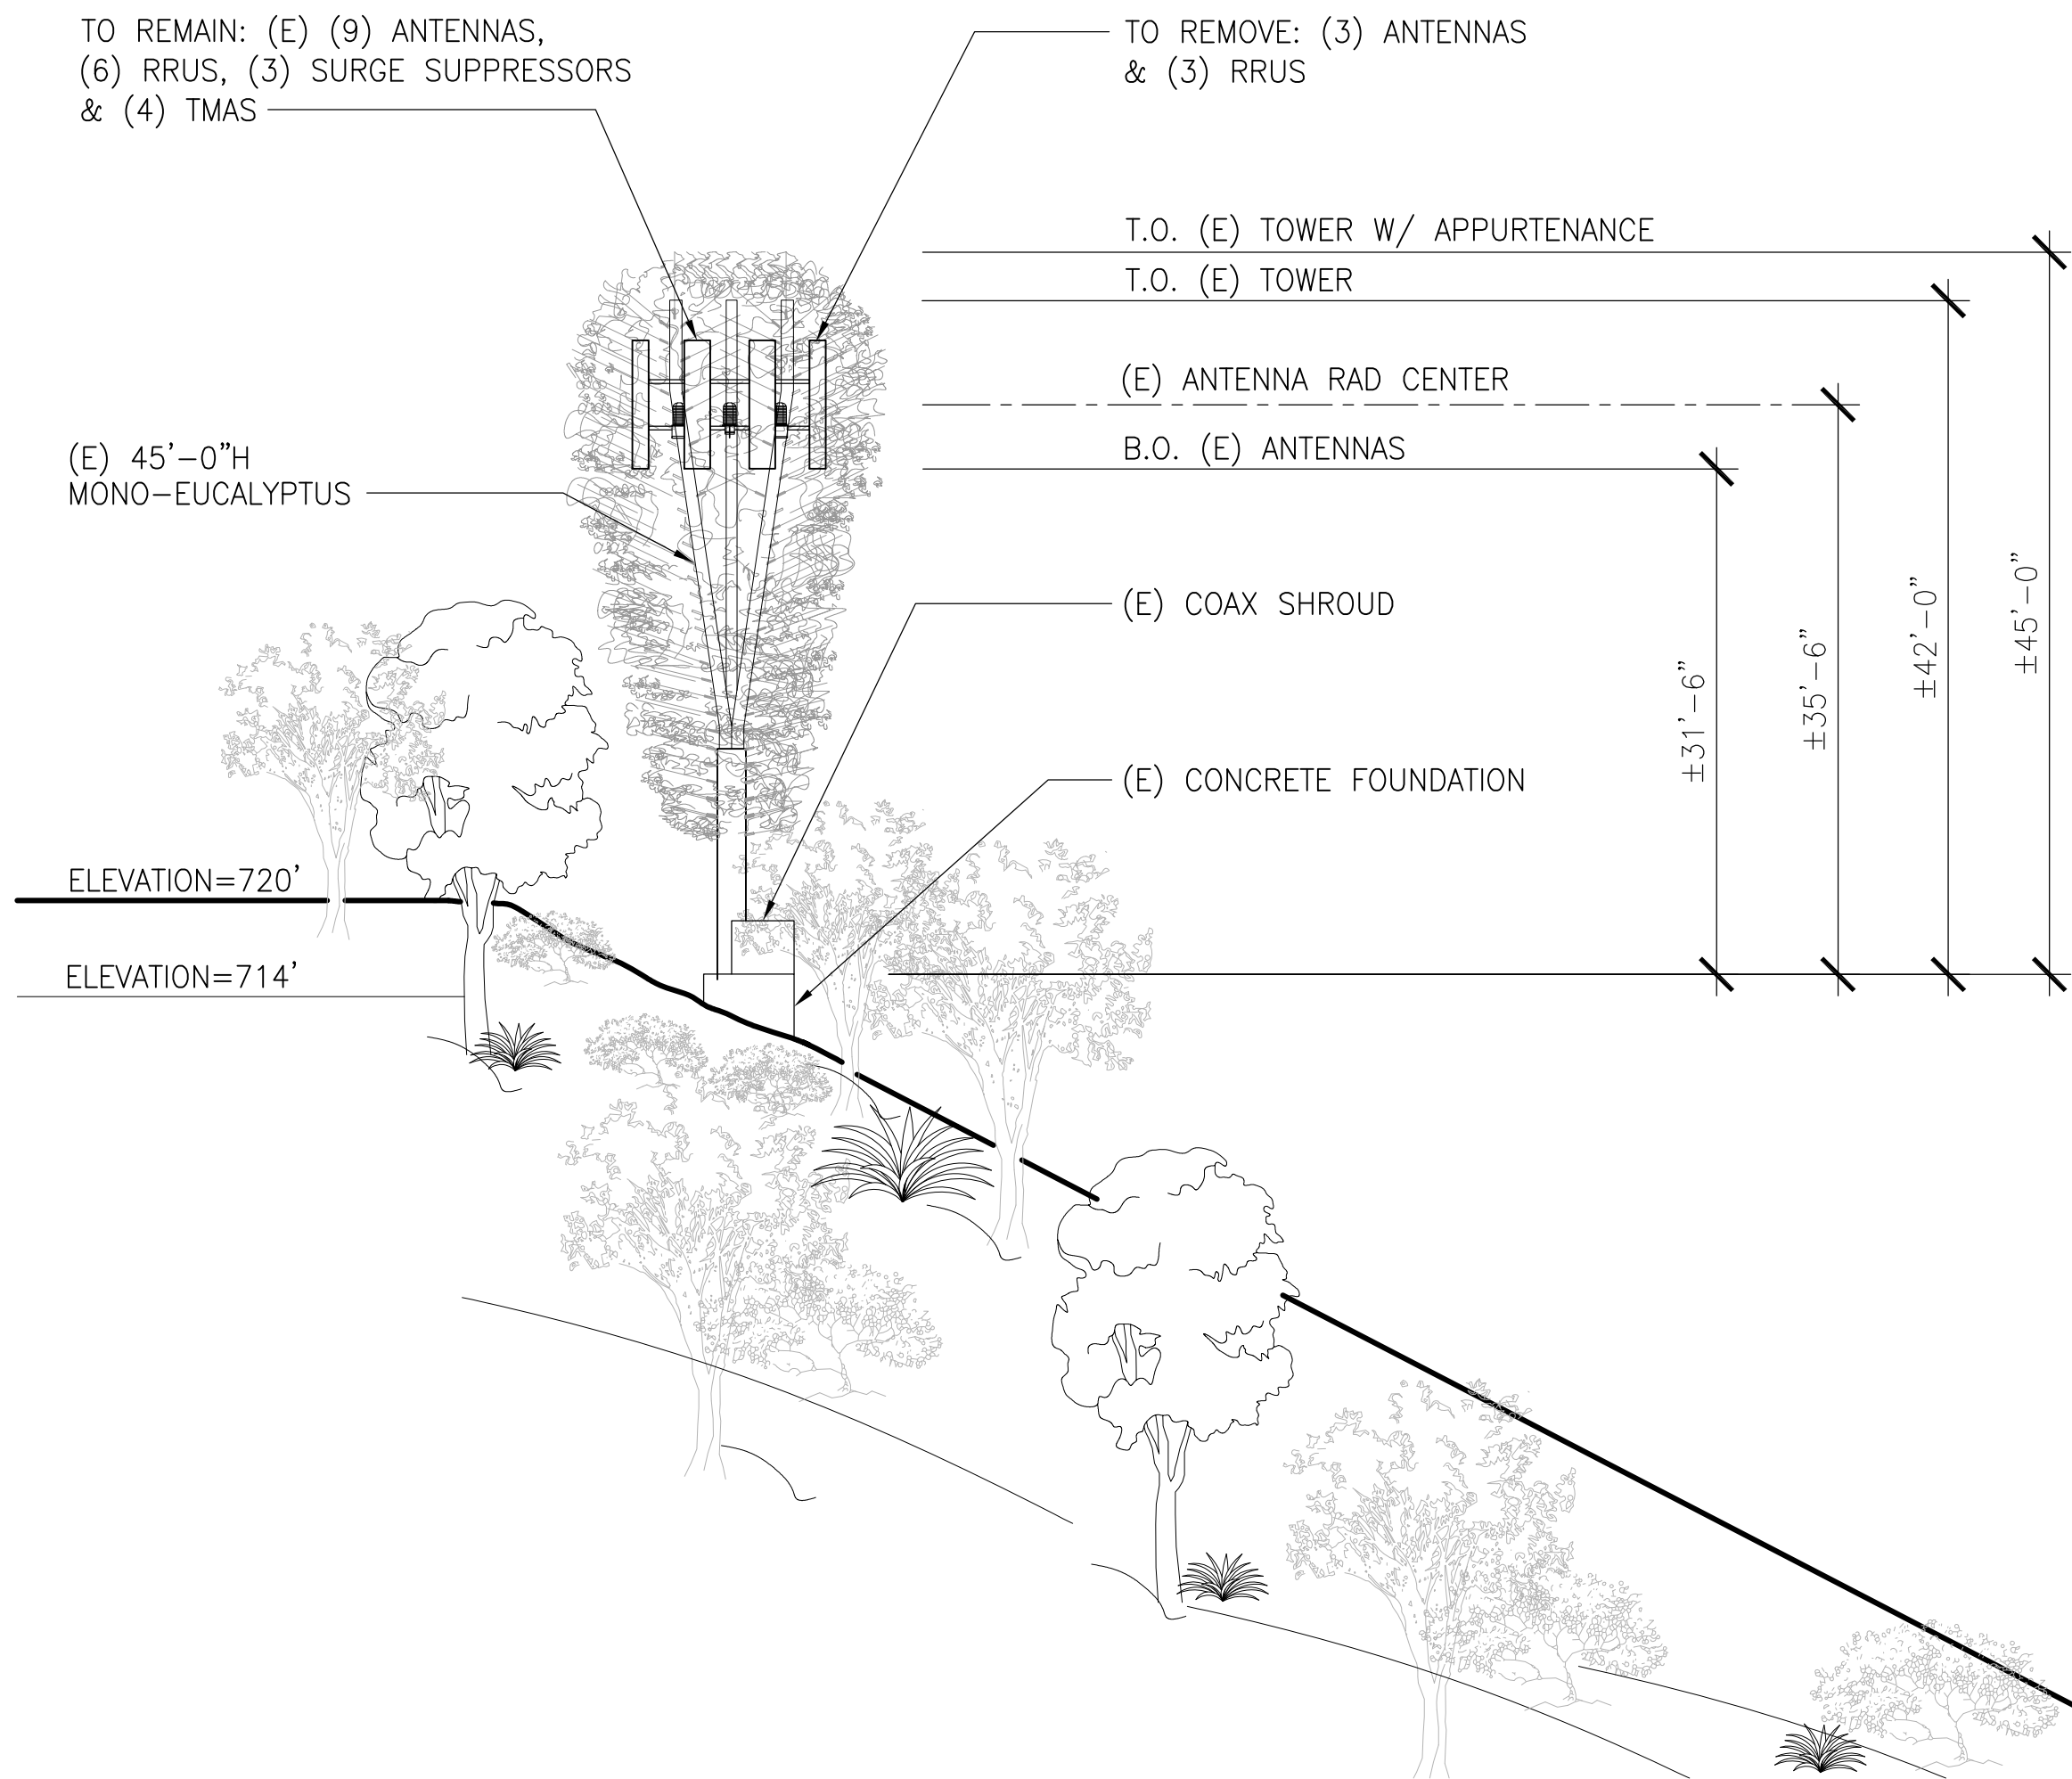 TO REMAIN: (E) (9) ANTENNAS,
(6) RRUS, (3) SURGE SUPPRESSORS
& (4) TMAS
TO REMOVE: (3) ANTENNAS
& (3) RRUS
T.O. (E) TOWER W/ APPURTENANCE
T.O. (E) TOWER
(E) ANTENNA RAD CENTER
B.O. (E) ANTENNAS
(E) 45'-0"H
MONO-EUCALYPTUS
(E) COAX SHROUD
±31'-6"
±35'-6"
±42'-0"
±45'-0"
(E) CONCRETE FOUNDATION
ELEVATION=720'
ELEVATION=714'